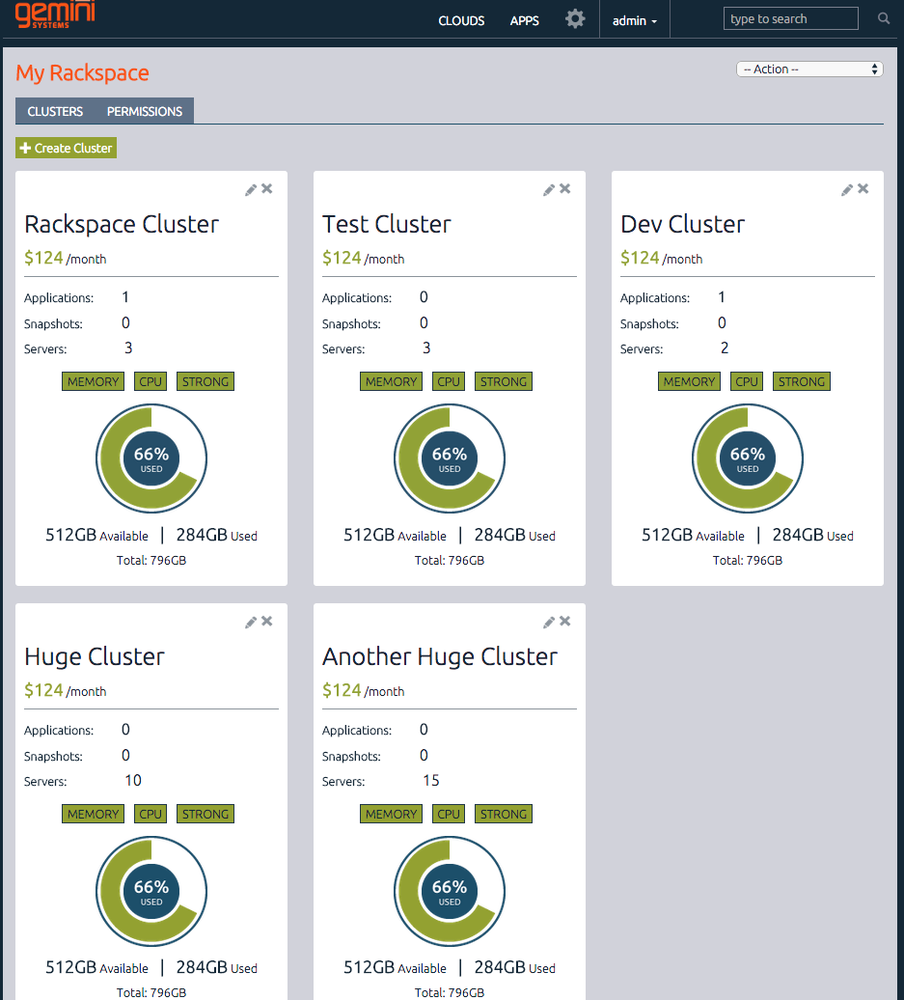 gemini
SYSTEMS
CLOUDS APPS admin type to search
My Rackspace
-- Action --
CLUSTERS PERMISSIONS
Create Cluster
Rackspace Cluster
$124 /month
Applications: 1
Snapshots: 0
Servers: 3
MEMORY CPU STRONG
66%
USED
512GB Available | 284GB Used
Total: 796GB
Test Cluster
$124 /month
Applications: 0
Snapshots: 0
Servers: 3
MEMORY CPU STRONG
66%
USED
512GB Available | 284GB Used
Total: 796GB
Dev Cluster
$124 /month
Applications: 1
Snapshots: 0
Servers: 2
MEMORY CPU STRONG
66%
USED
512GB Available | 284GB Used
Total: 796GB
Huge Cluster
$124 /month
Applications: 0
Snapshots: 0
Servers: 10
MEMORY CPU STRONG
66%
USED
512GB Available | 284GB Used
Total: 796GB
Another Huge Cluster
$124 /month
Applications: 0
Snapshots: 0
Servers: 15
MEMORY CPU STRONG
66%
USED
512GB Available | 284GB Used
Total: 796GB